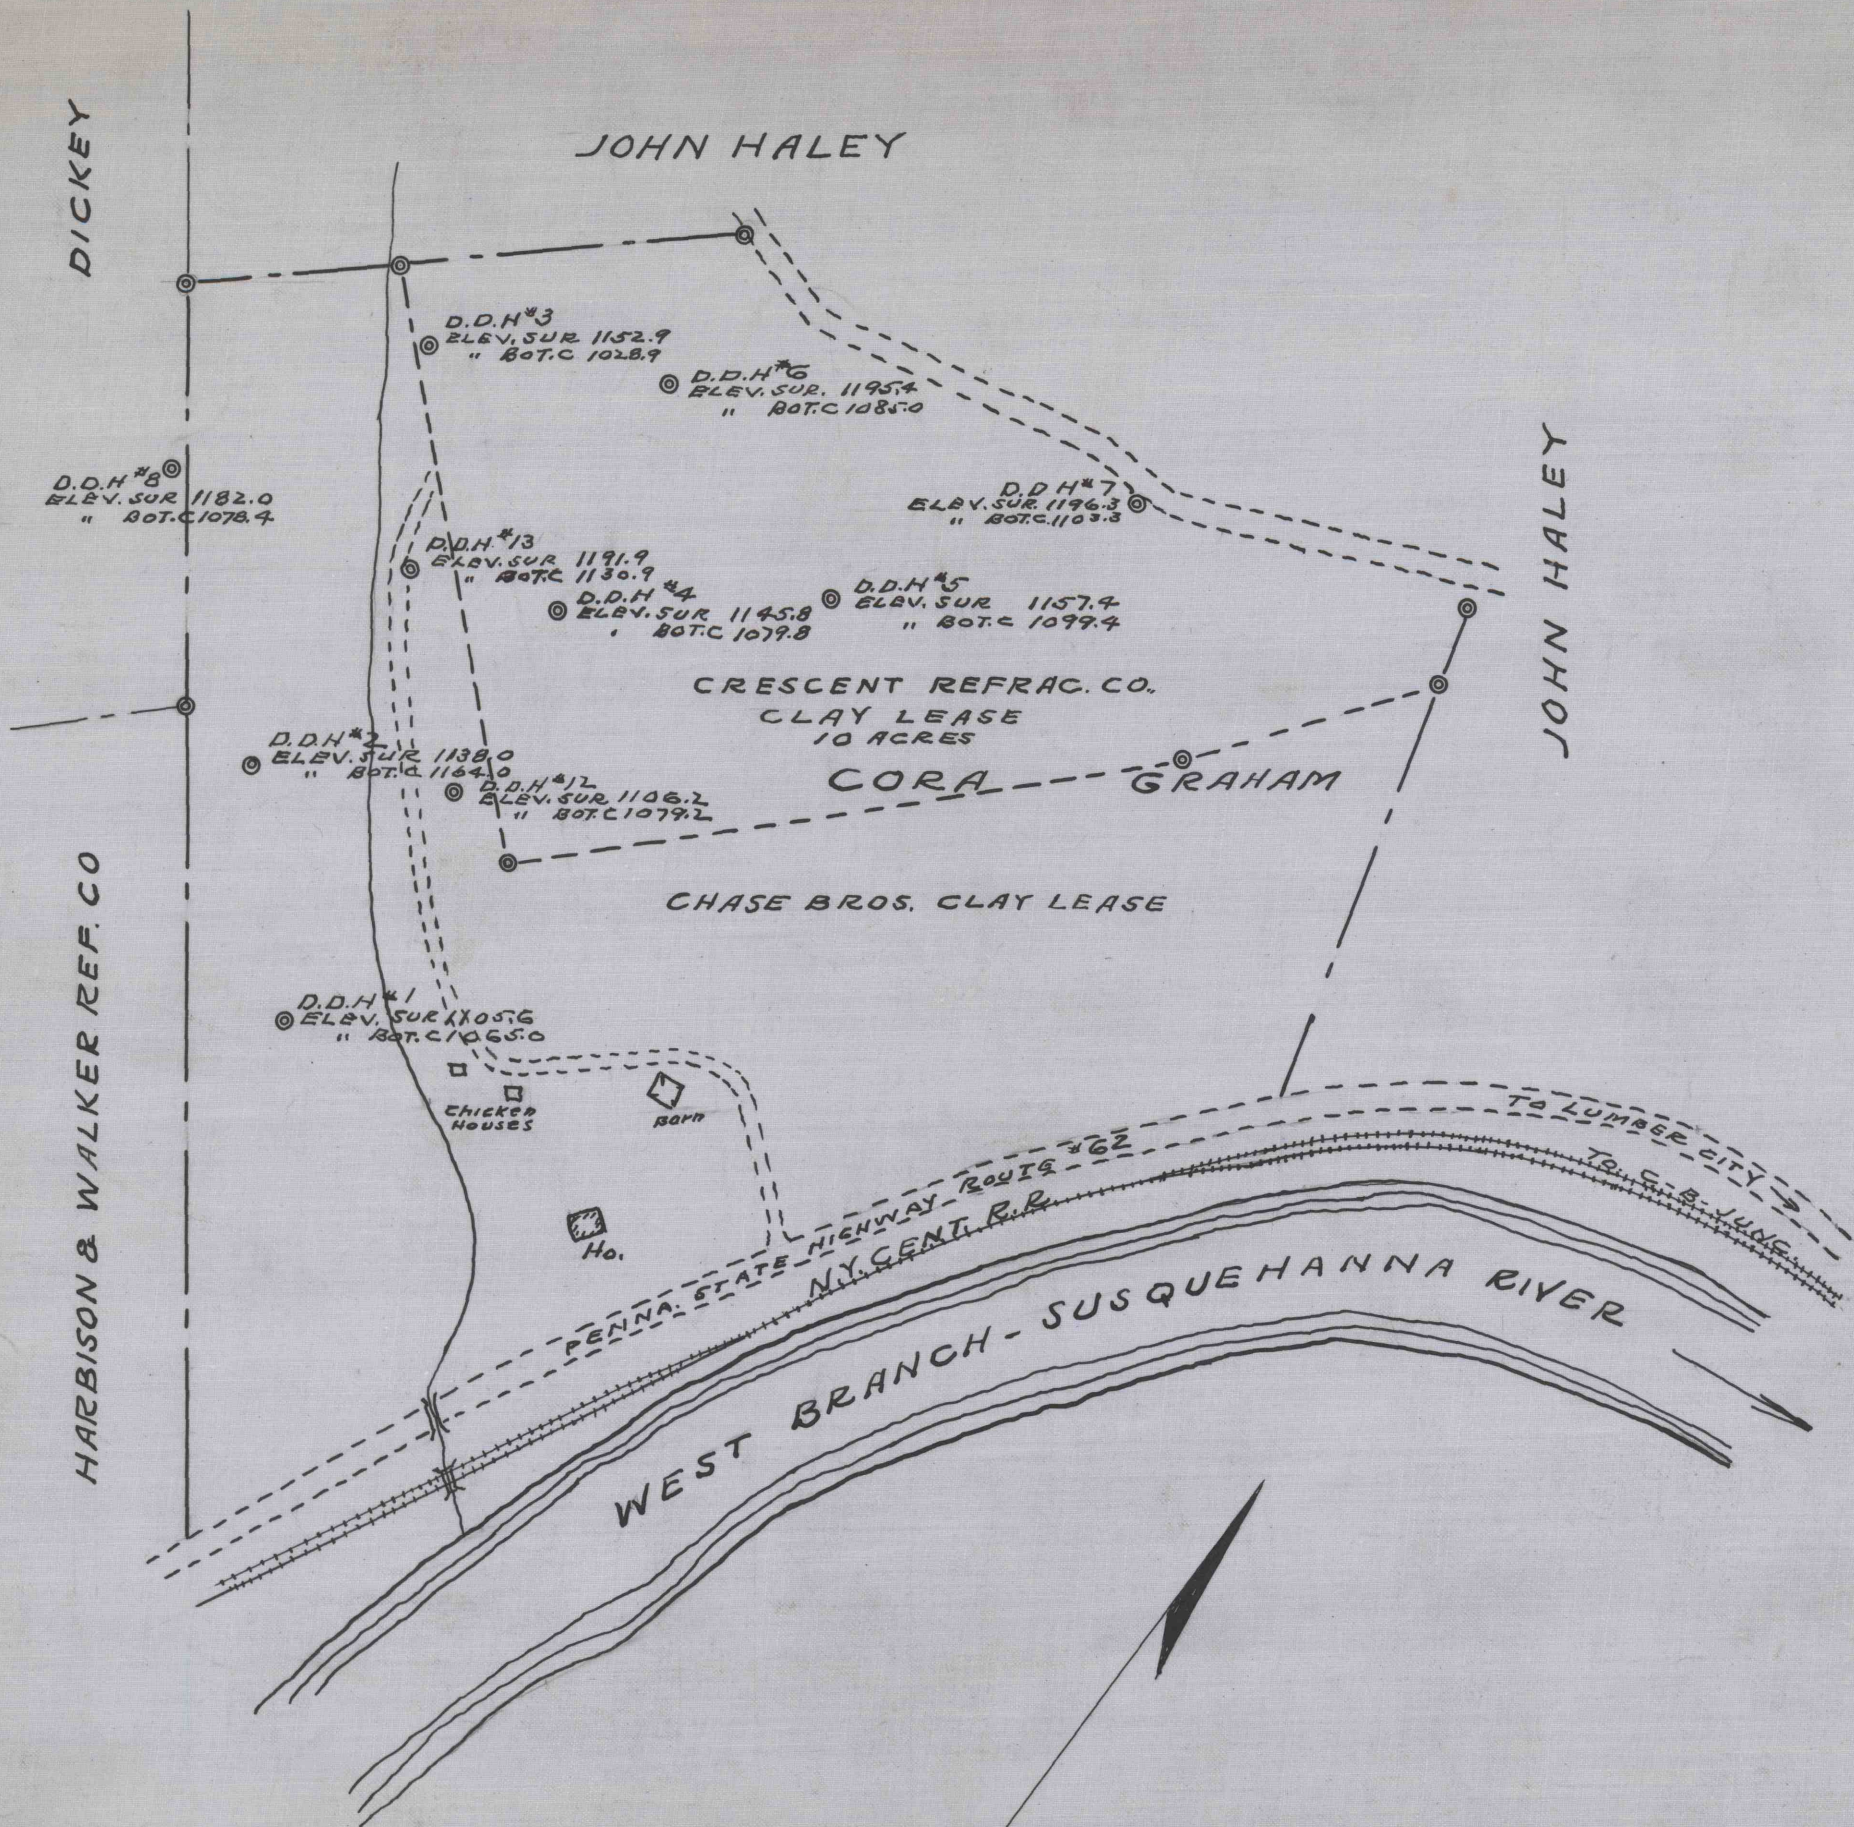 DICKEY
JOHN HALEY
D.D.H #3
ELEV. SUR 1152.9
" BOT. C 1028.9
D.D.H #6
ELEV. SUR. 1195.4
" BOT. C 1085.0
JOHN HALEY
D.D.H #8
ELEV. SUR 1182.0
" BOT. C 1078.4
D.D H #7
ELEV. SUR. 1196.3
" BOT. C. 1103.3
D.D.H #13
ELEV. SUR 1191.9
" BOT. C 1130.9
D.D.H #4
ELEV. SUR 1145.8
" BOT. C 1079.8
D.D.H #5
ELEV. SUR 1157.4
" BOT. C 1099.4
CRESCENT REFRAC. CO.
CLAY LEASE
10 ACRES
D.D.H #2
ELEV. SUR 1138.0
" BOT. C 1164.0
D.D.H #12
ELEV. SUR 1106.2
" BOT. C 1079.2
CORA GRAHAM
CHASE BROS. CLAY LEASE
HARBISON & WALKER REF. CO
D.D.H #1
ELEV. SUR 1105.6
" BOT. C 1065.0
Chicken
Houses
Barn
Ho.
PENNA. STATE HIGHWAY ROUTE #62
TO LUMBER CITY
N.Y. CENT. R.R.
TO C.B. JUNC.
WEST BRANCH - SUSQUEHANNA RIVER